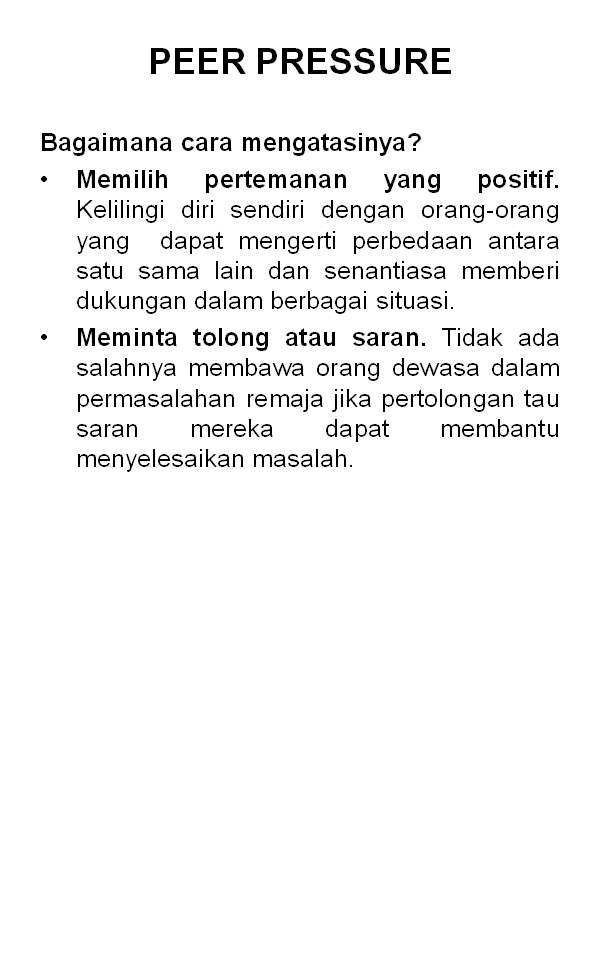 PEER PRESSURE
Bagaimana cara mengatasinya?
• Memilih pertemanan yang positif.
Kelilingi diri sendiri dengan orang-orang
yang dapat mengerti perbedaan antara
satu sama lain dan senantiasa memberi
dukungan dalam berbagai situasi.
• Meminta tolong atau saran. Tidak ada
salahnya membawa orang dewasa dalam
permasalahan remaja jika pertolongan tau
saran mereka dapat membantu
menyelesaikan masalah.